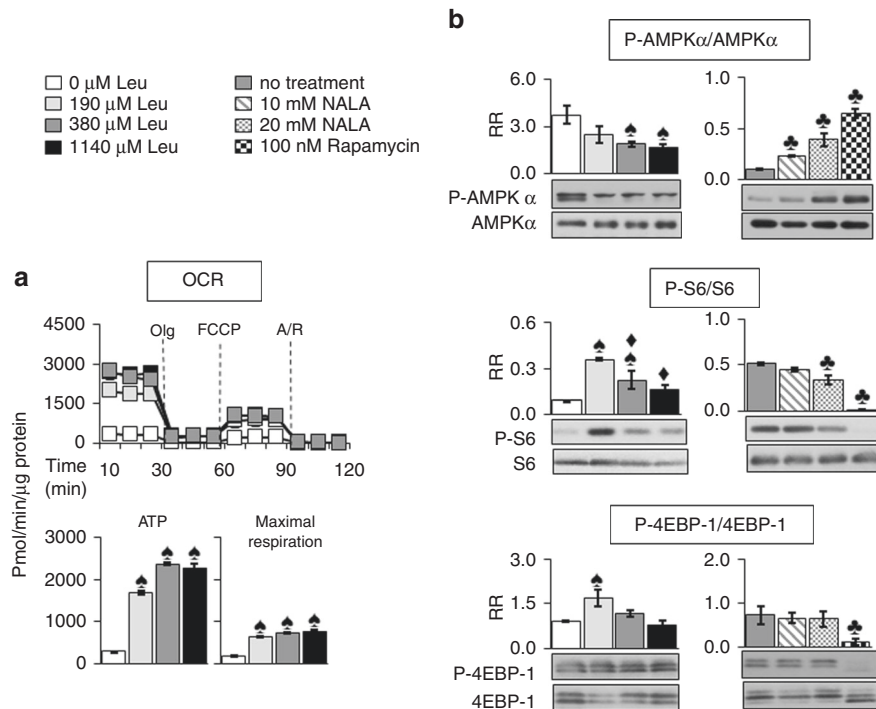 0 μM Leu
190 μM Leu
380 μM Leu
1140 μM Leu
no treatment
10 mM NALA
20 mM NALA
100 nM Rapamycin
a
OCR
4500
3000
1500
0
Olg
FCCP
A/R
Time
(min)
10
30
60
90
120
Pmol/min/μg protein
ATP
Maximal
respiration
3000
2000
1000
0
b
P-AMPKα/AMPKα
RR
6.0
3.0
0.0
1.0
0.5
0.0
P-AMPK α
AMPKα
P-S6/S6
RR
0.6
0.3
0.0
1.0
0.5
0.0
P-S6
S6
P-4EBP-1/4EBP-1
RR
3.0
1.5
0.0
2.0
1.0
0.0
P-4EBP-1
4EBP-1